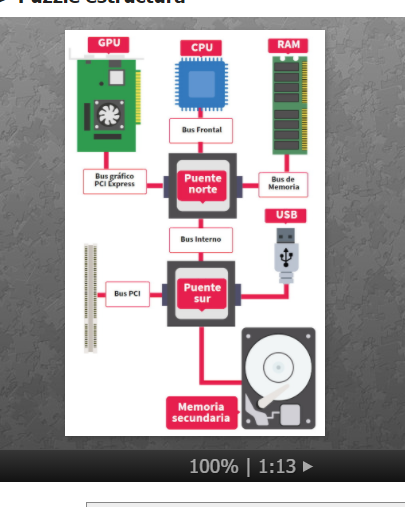 Puzzle estructura
GPU
CPU
RAM
Bus Frontal
Bus gráfico
PCI Express
Puente
norte
Bus de
Memoria
USB
Bus Interno
Bus PCI
Puente
sur
Memoria
secundaria
100% | 1:13